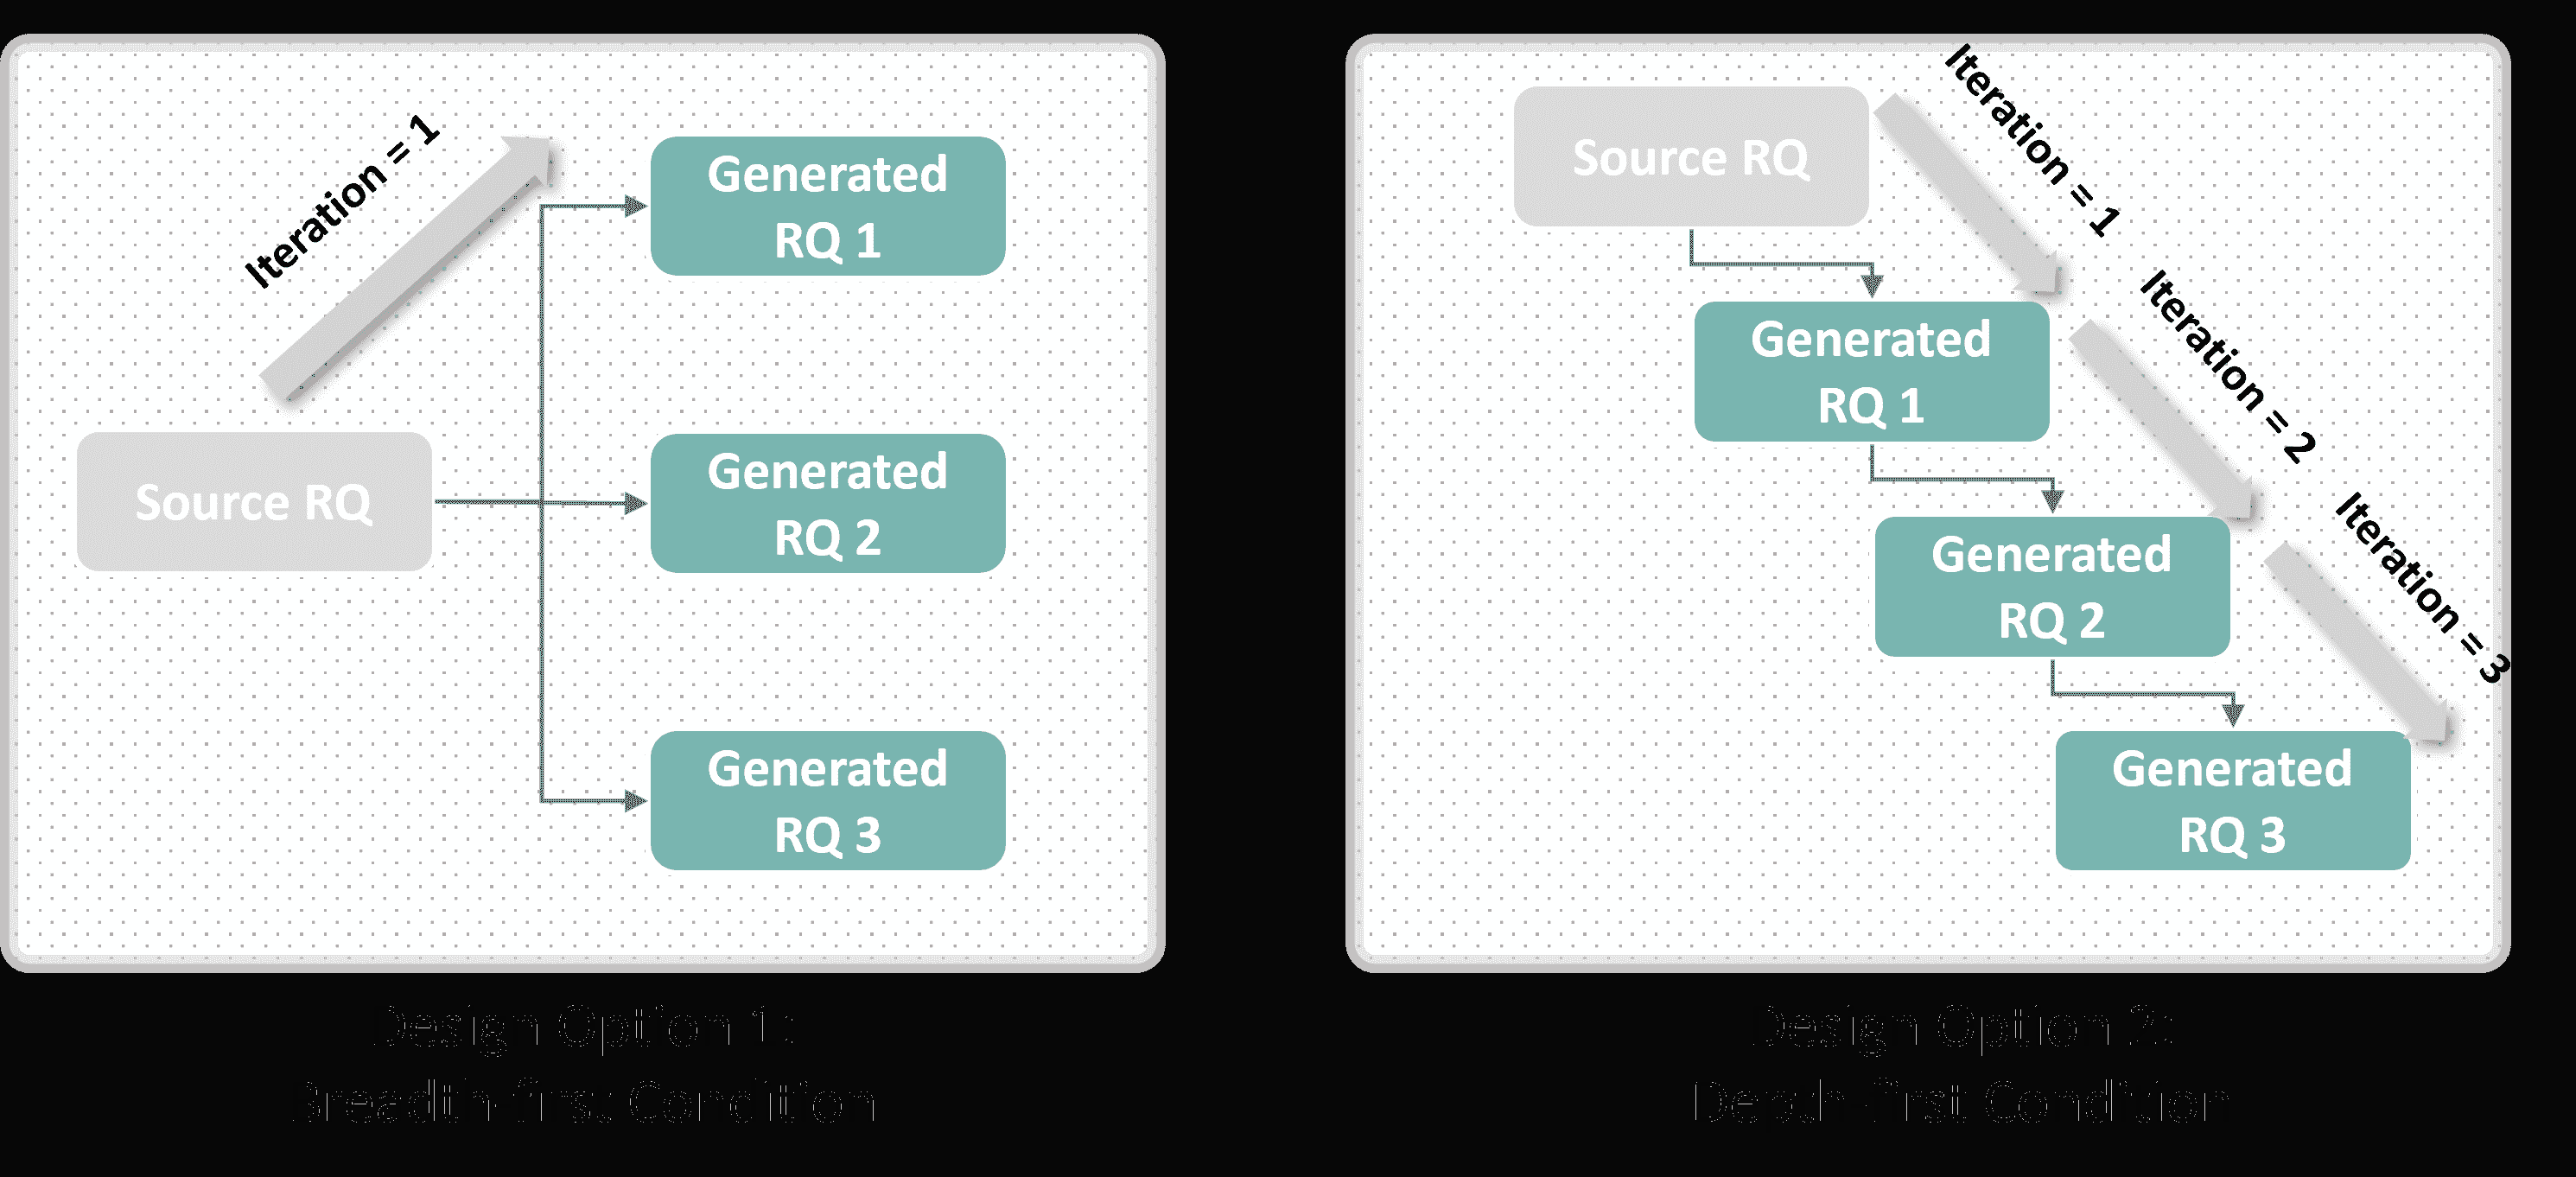 Iteration = 1
Source RQ
Generated
RQ 1
Generated
RQ 2
Generated
RQ 3
Design Option 1:
Breadth-first Condition
Source RQ
Iteration = 1
Generated
RQ 1
Iteration = 2
Generated
RQ 2
Iteration = 3
Generated
RQ 3
Design Option 2:
Depth-first Condition